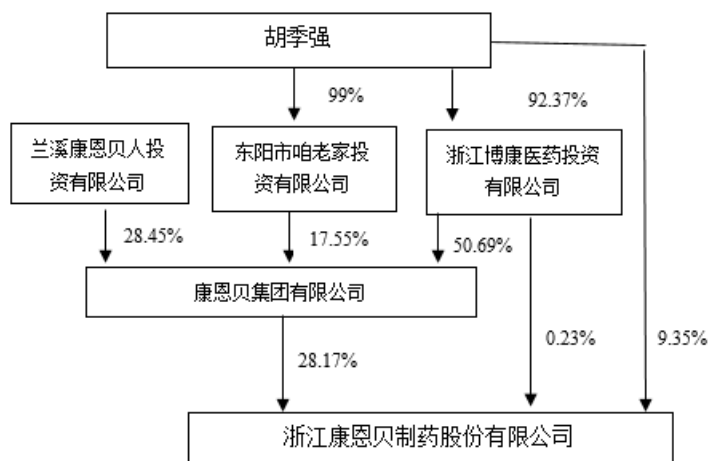 胡季强
99%
92.37%
兰溪康恩贝人投
资有限公司
东阳市咱老家投
资有限公司
浙江博康医药投资
有限公司
28.45%
17.55%
50.69%
康恩贝集团有限公司
28.17%
0.23%
9.35%
浙江康恩贝制药股份有限公司